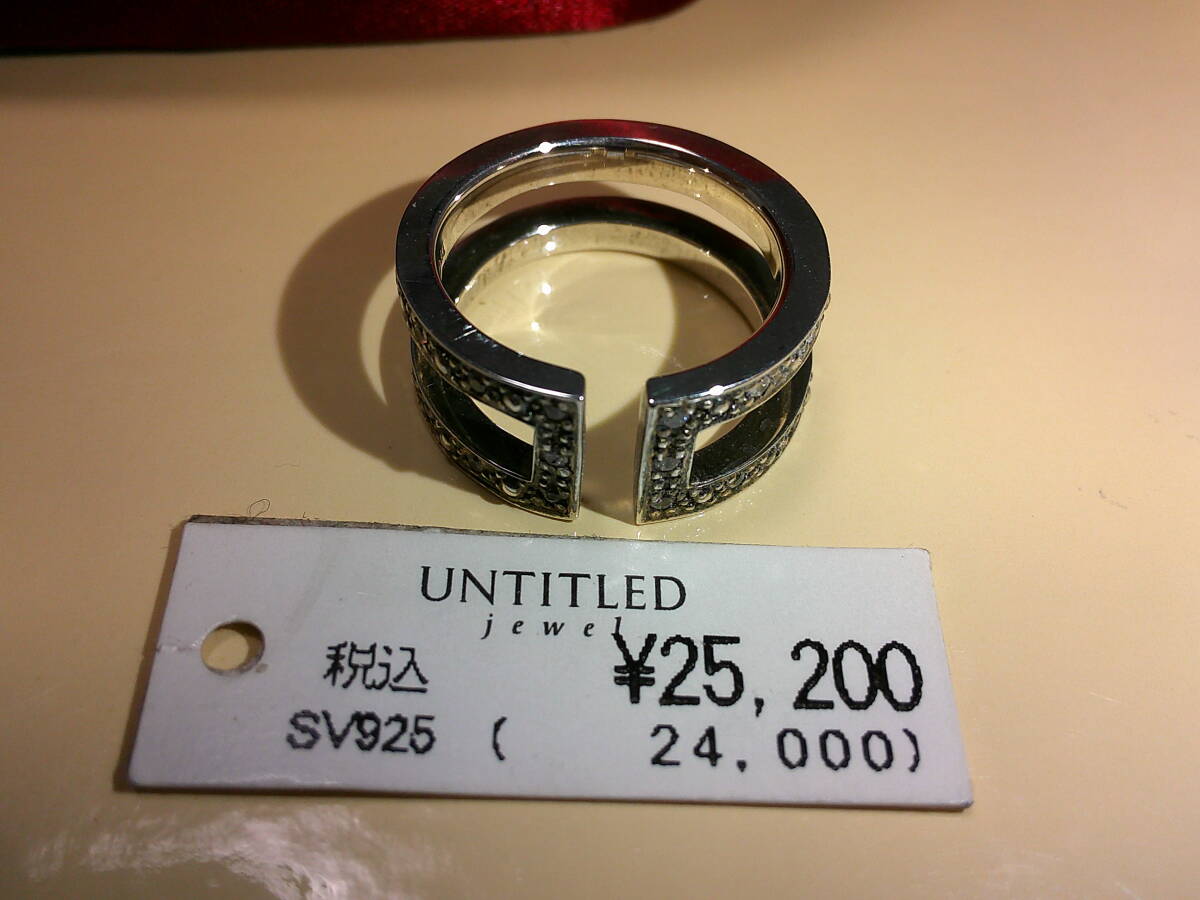 UNTITLED
jewel
税込 ¥25,200
SV925 ( 24,000)